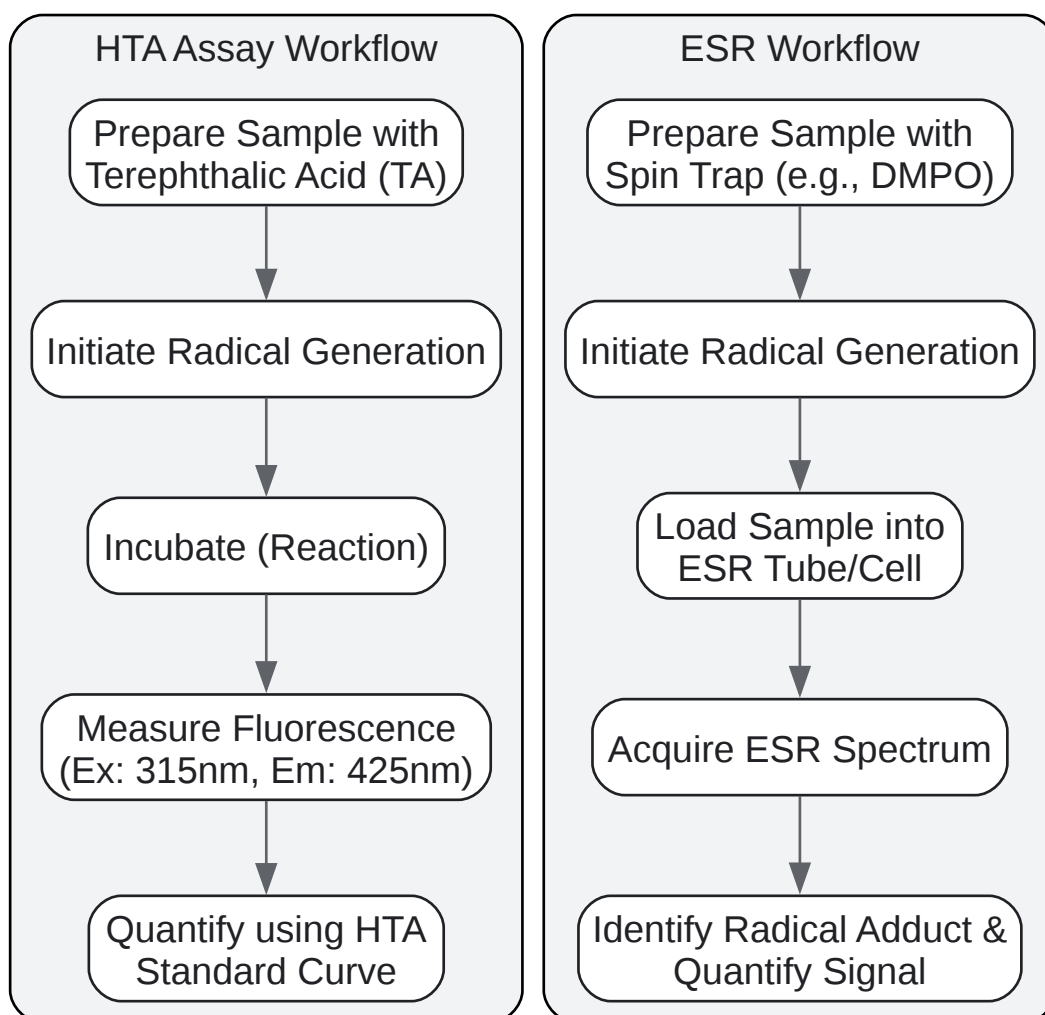 HTA Assay Workflow
Prepare Sample with
Terephthalic Acid (TA)
Initiate Radical Generation
Incubate (Reaction)
Measure Fluorescence
(Ex: 315nm, Em: 425nm)
Quantify using HTA
Standard Curve
ESR Workflow
Prepare Sample with
Spin Trap (e.g., DMPO)
Initiate Radical Generation
Load Sample into
ESR Tube/Cell
Acquire ESR Spectrum
Identify Radical Adduct &
Quantify Signal